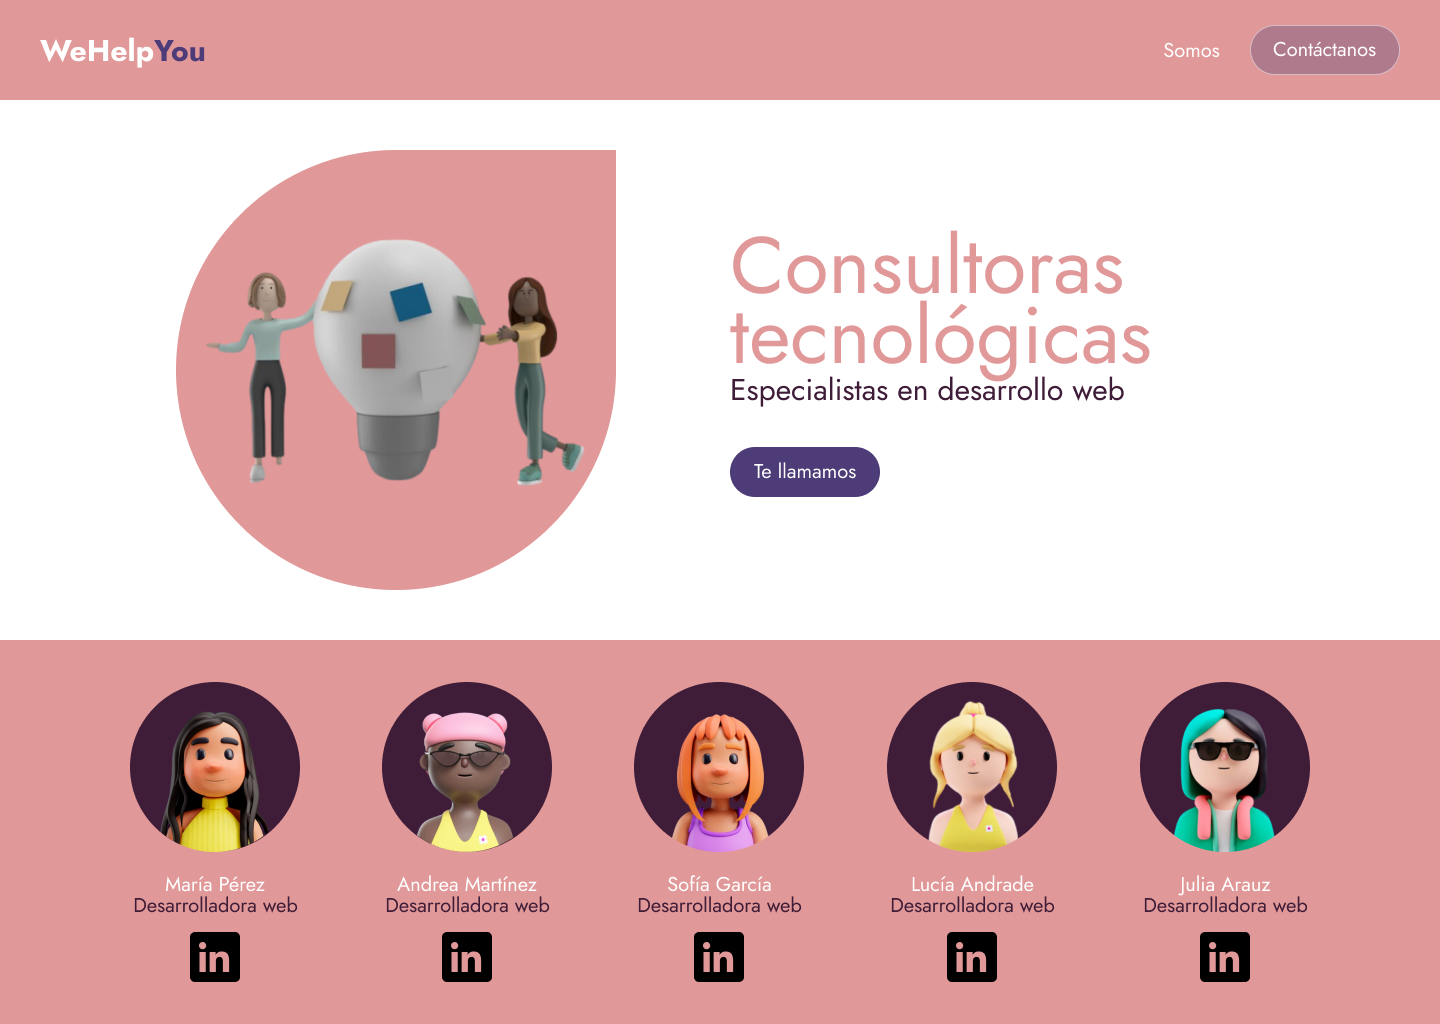 WeHelpYou
Somos
Contáctanos
Consultoras
tecnológicas
Especialistas en desarrollo web
Te llamamos
María Pérez
Desarrolladora web
in
Andrea Martínez
Desarrolladora web
in
Sofía García
Desarrolladora web
in
Lucía Andrade
Desarrolladora web
in
Julia Arauz
Desarrolladora web
in